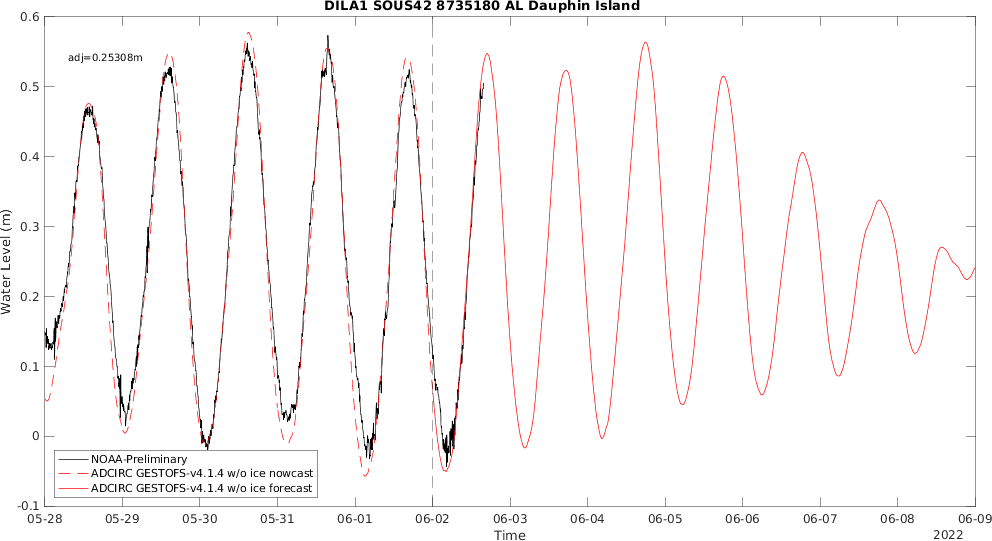 DILA1 SOUS42 8735180 AL Dauphin Island
adj=0.25308m
0.6
0.5
0.4
0.3
0.2
0.1
0
-0.1
Water Level (m)
NOAA-Preliminary
ADCIRC GESTOFS-v4.1.4 w/o ice nowcast
ADCIRC GESTOFS-v4.1.4 w/o ice forecast
05-28 05-29 05-30 05-31 06-01 06-02 06-03 06-04 06-05 06-06 06-07 06-08 06-09
Time
2022